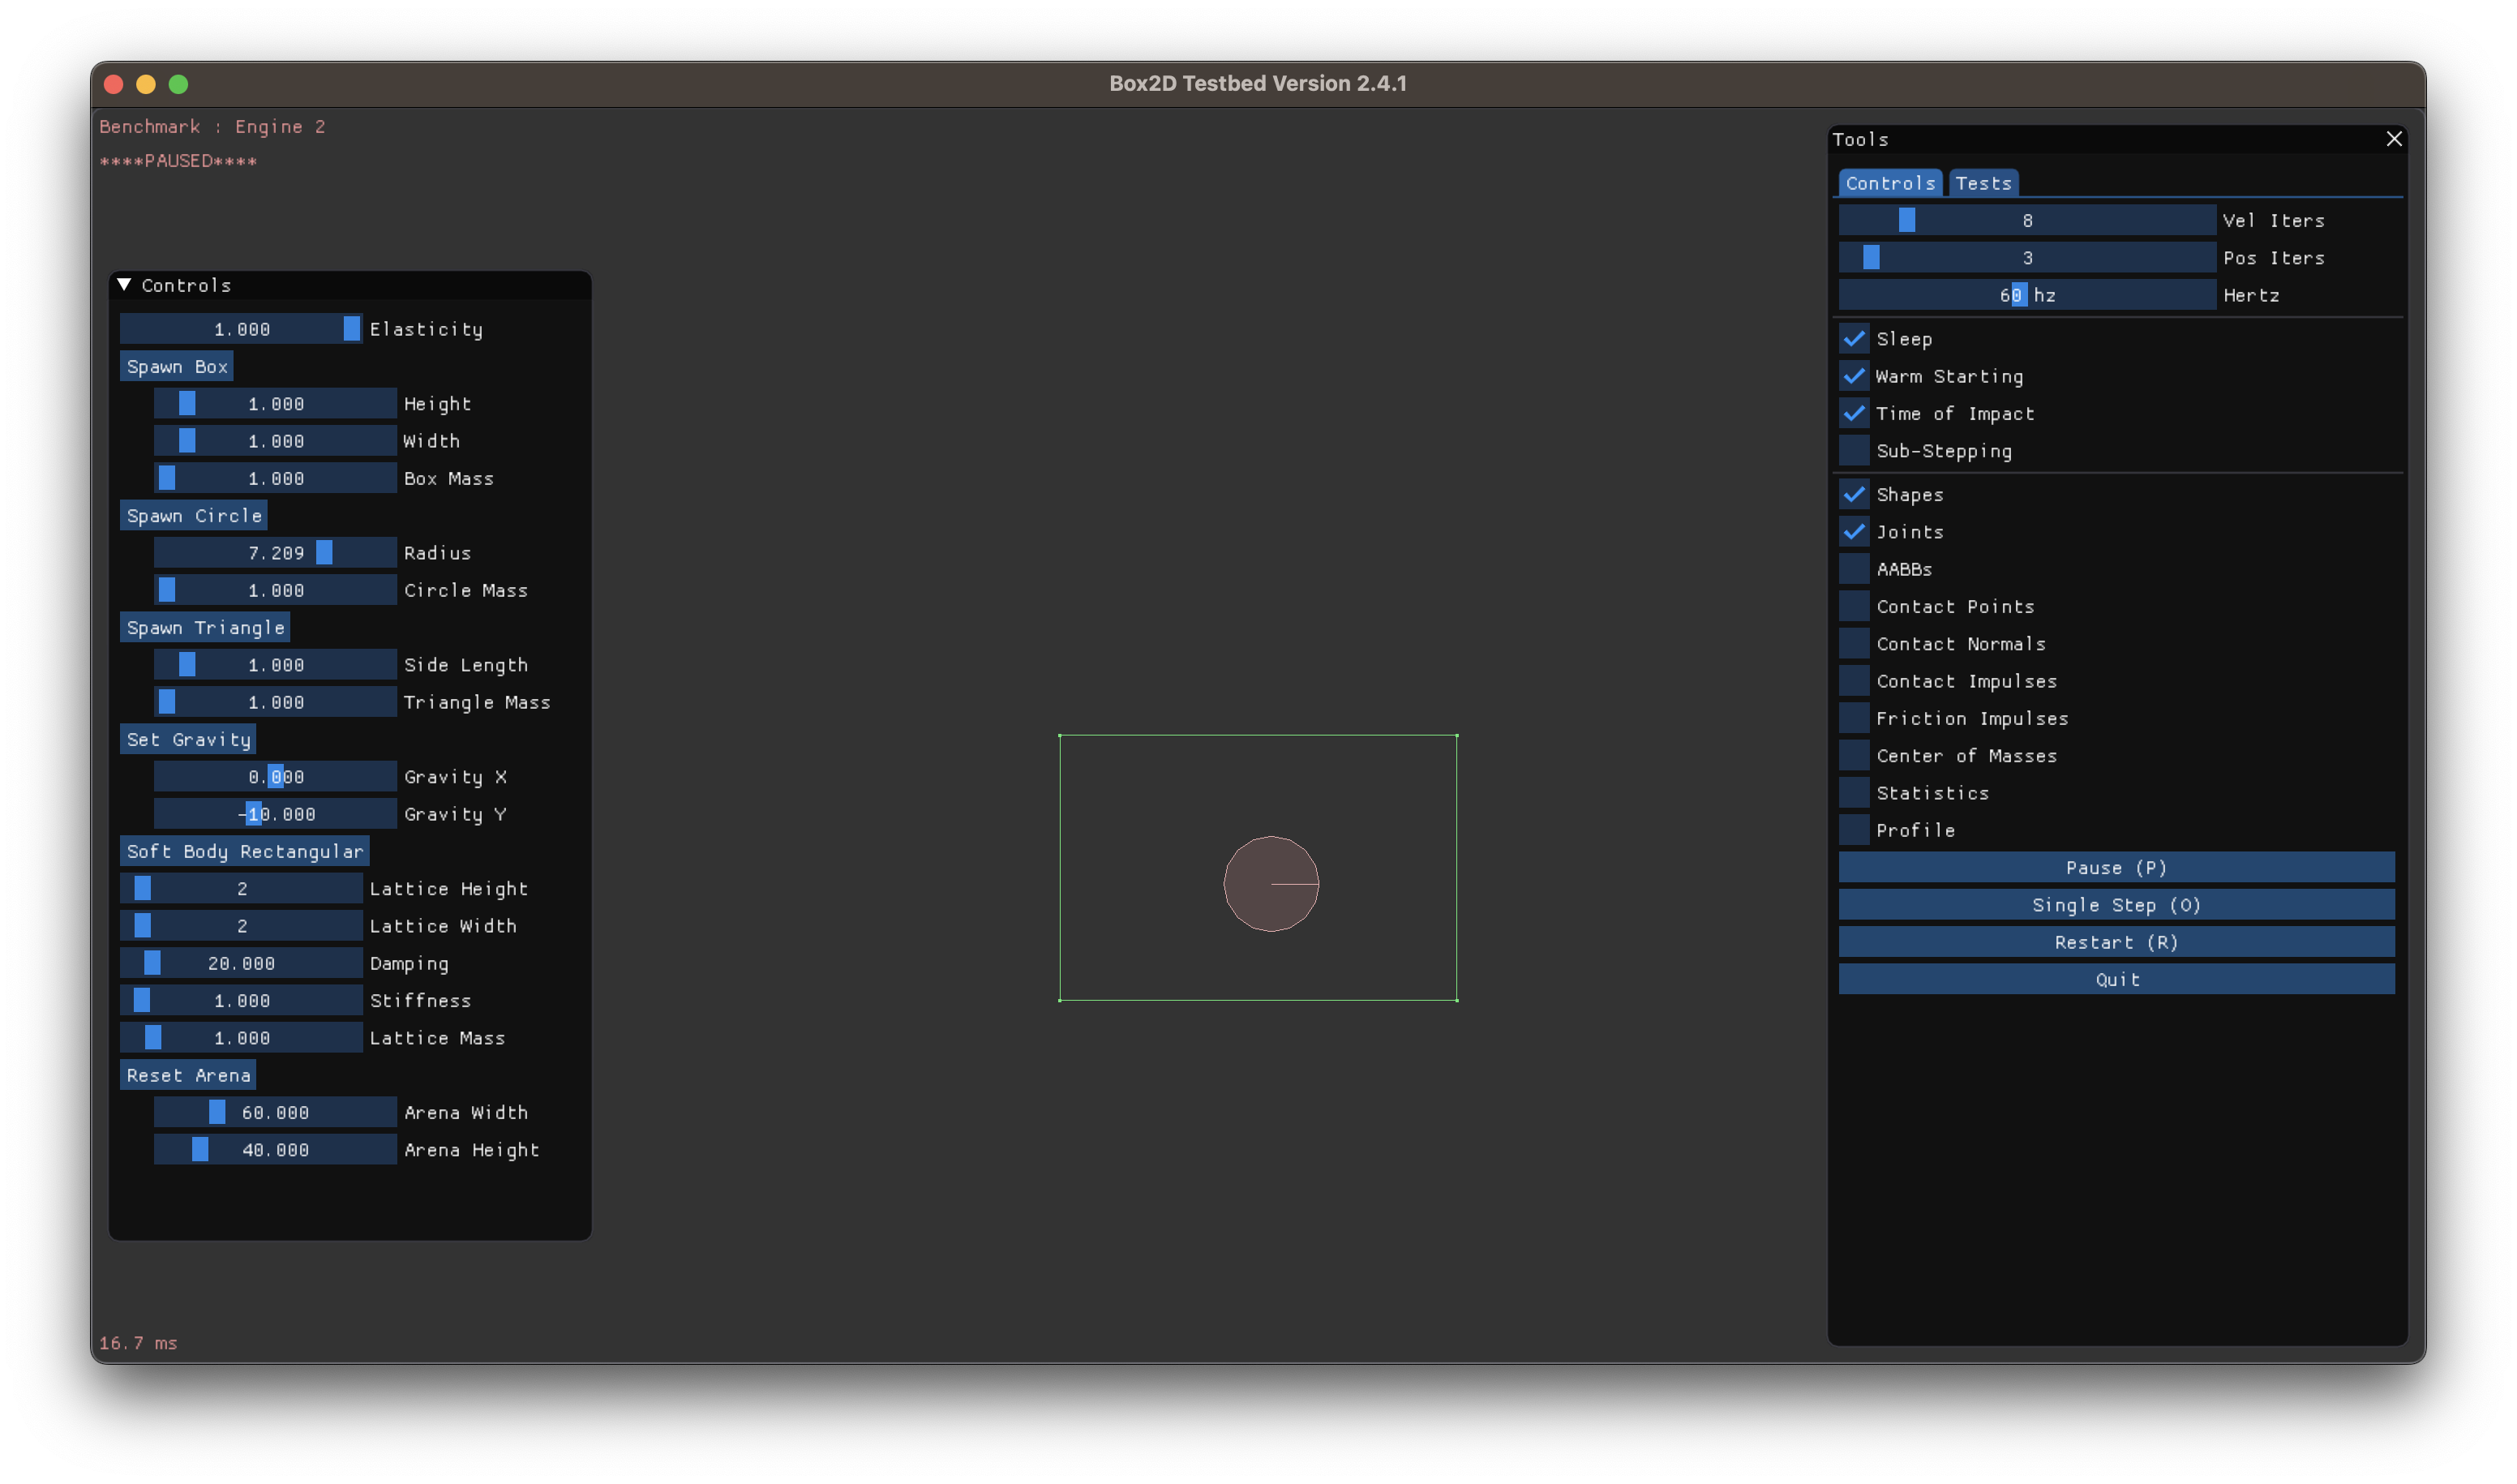 Box2D Testbed Version 2.4.1
Benchmark : Engine 2
****PAUSED****
Controls
1.000 Elasticity
Spawn Box
1.000 Height
1.000 Width
1.000 Box Mass
Spawn Circle
7.209 Radius
1.000 Circle Mass
Spawn Triangle
1.000 Side Length
1.000 Triangle Mass
Set Gravity
0.000 Gravity X
-10.000 Gravity Y
Soft Body Rectangular
2 Lattice Height
2 Lattice Width
20.000 Damping
1.000 Stiffness
1.000 Lattice Mass
Reset Arena
60.000 Arena Width
40.000 Arena Height
16.7 ms
Tools
Controls Tests
8 Vel Iters
3 Pos Iters
60 hz Hertz
Sleep
Warm Starting
Time of Impact
Sub-Stepping
Shapes
Joints
AABBs
Contact Points
Contact Normals
Contact Impulses
Friction Impulses
Center of Masses
Statistics
Profile
Pause (P)
Single Step (O)
Restart (R)
Quit